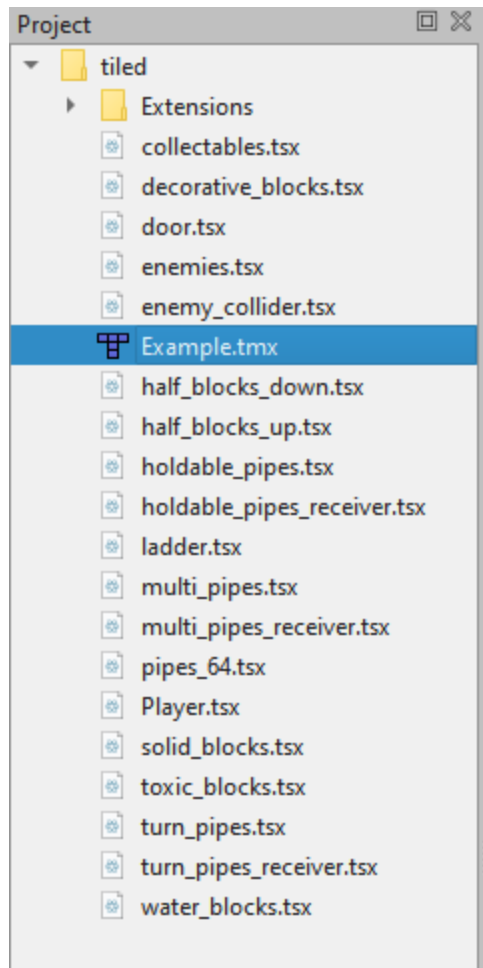 Project
tiled
Extensions
collectables.tsx
decorative_blocks.tsx
door.tsx
enemies.tsx
enemy_collider.tsx
Example.tmx
half_blocks_down.tsx
half_blocks_up.tsx
holdable_pipes.tsx
holdable_pipes_receiver.tsx
ladder.tsx
multi_pipes.tsx
multi_pipes_receiver.tsx
pipes_64.tsx
Player.tsx
solid_blocks.tsx
toxic_blocks.tsx
turn_pipes.tsx
turn_pipes_receiver.tsx
water_blocks.tsx